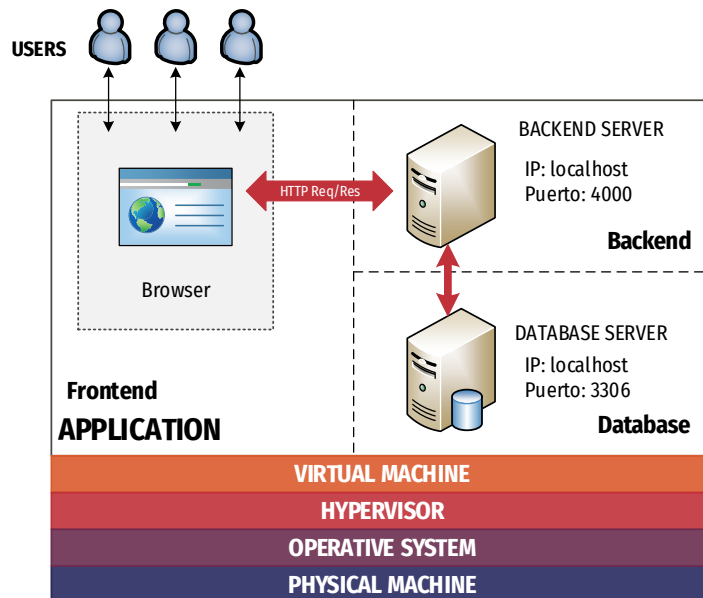 USERS
Browser
HTTP Req/Res
Frontend
APPLICATION
BACKEND SERVER
IP: localhost
Puerto: 4000
Backend
DATABASE SERVER
IP: localhost
Puerto: 3306
Database
VIRTUAL MACHINE
HYPERVISOR
OPERATIVE SYSTEM
PHYSICAL MACHINE